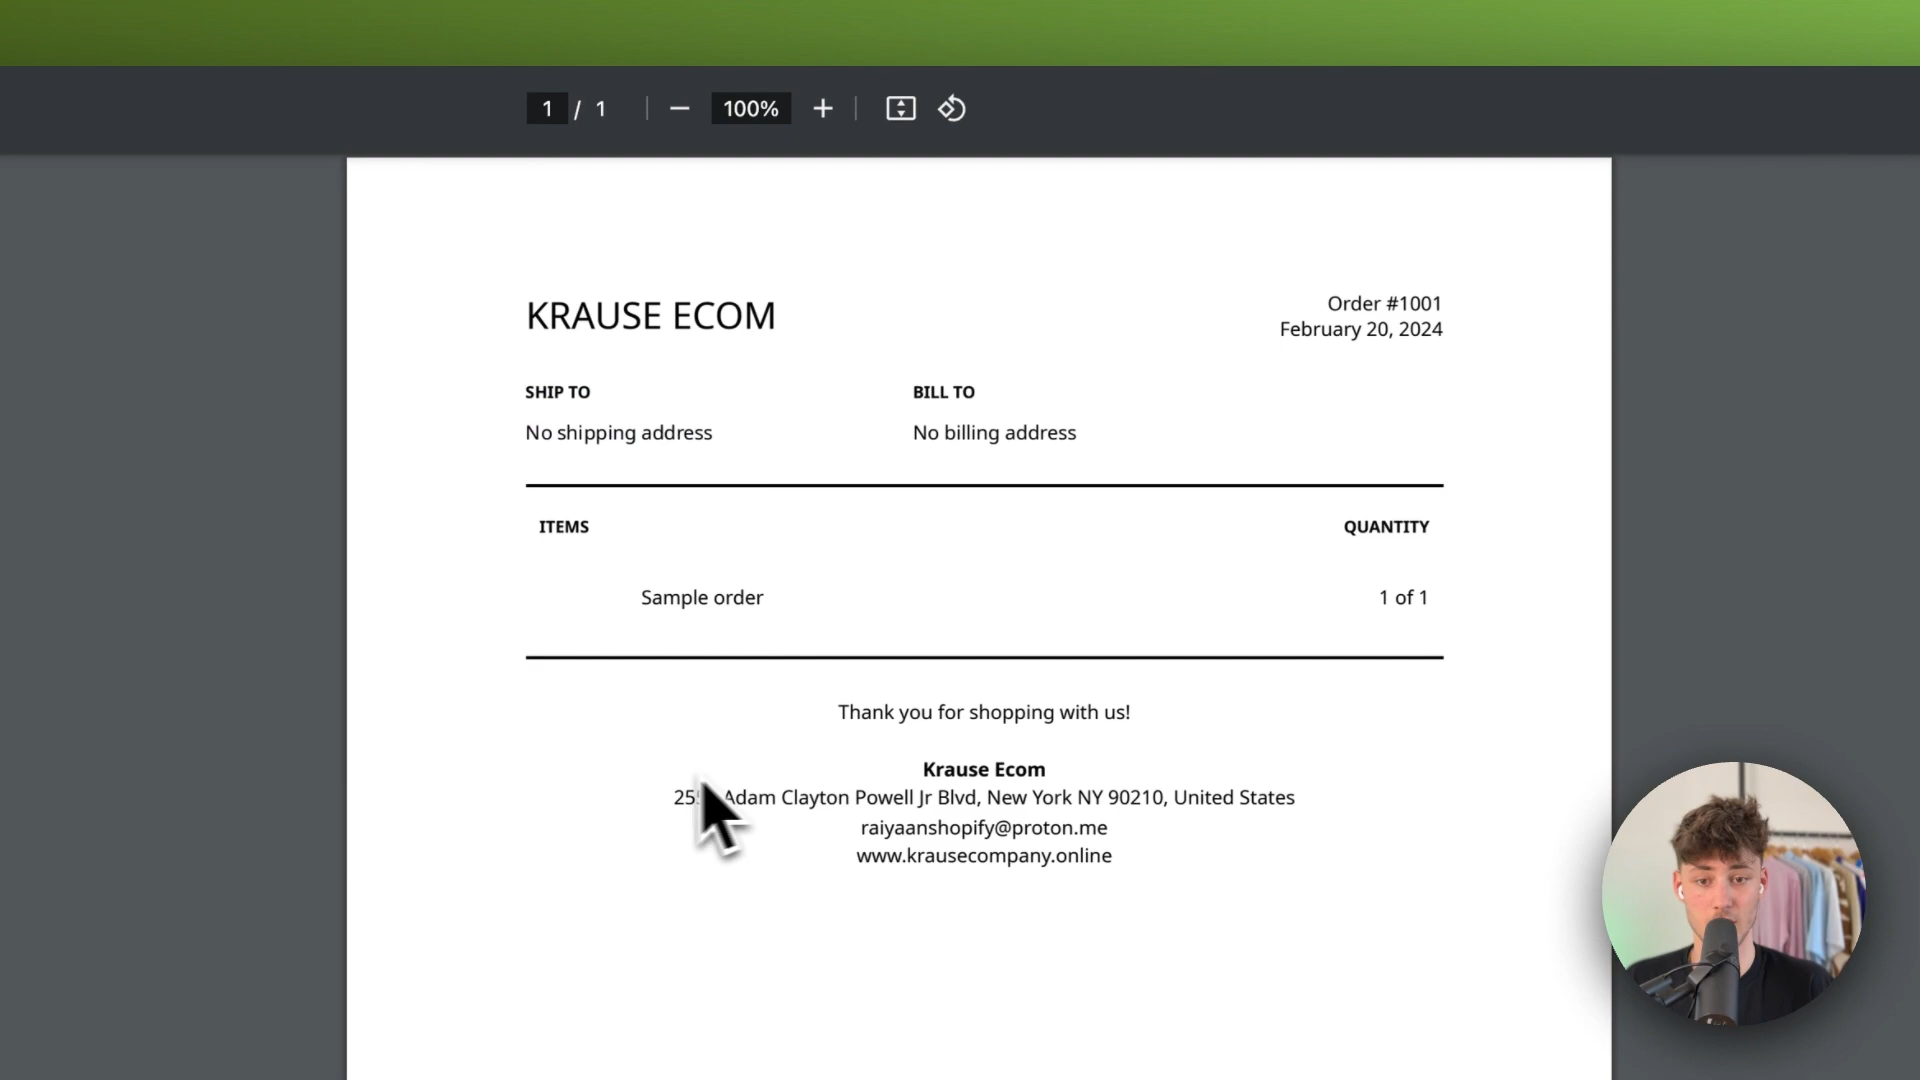 1 / 1
100%
KRAUSE ECOM
Order #1001
February 20, 2024
SHIP TO
BILL TO
No shipping address
No billing address
ITEMS
QUANTITY
Sample order
1 of 1
Thank you for shopping with us!
Krause Ecom
Adam Clayton Powell Jr Blvd, New York NY 90210, United States
raiyaanshopify@proton.me
www.krausecompany.online